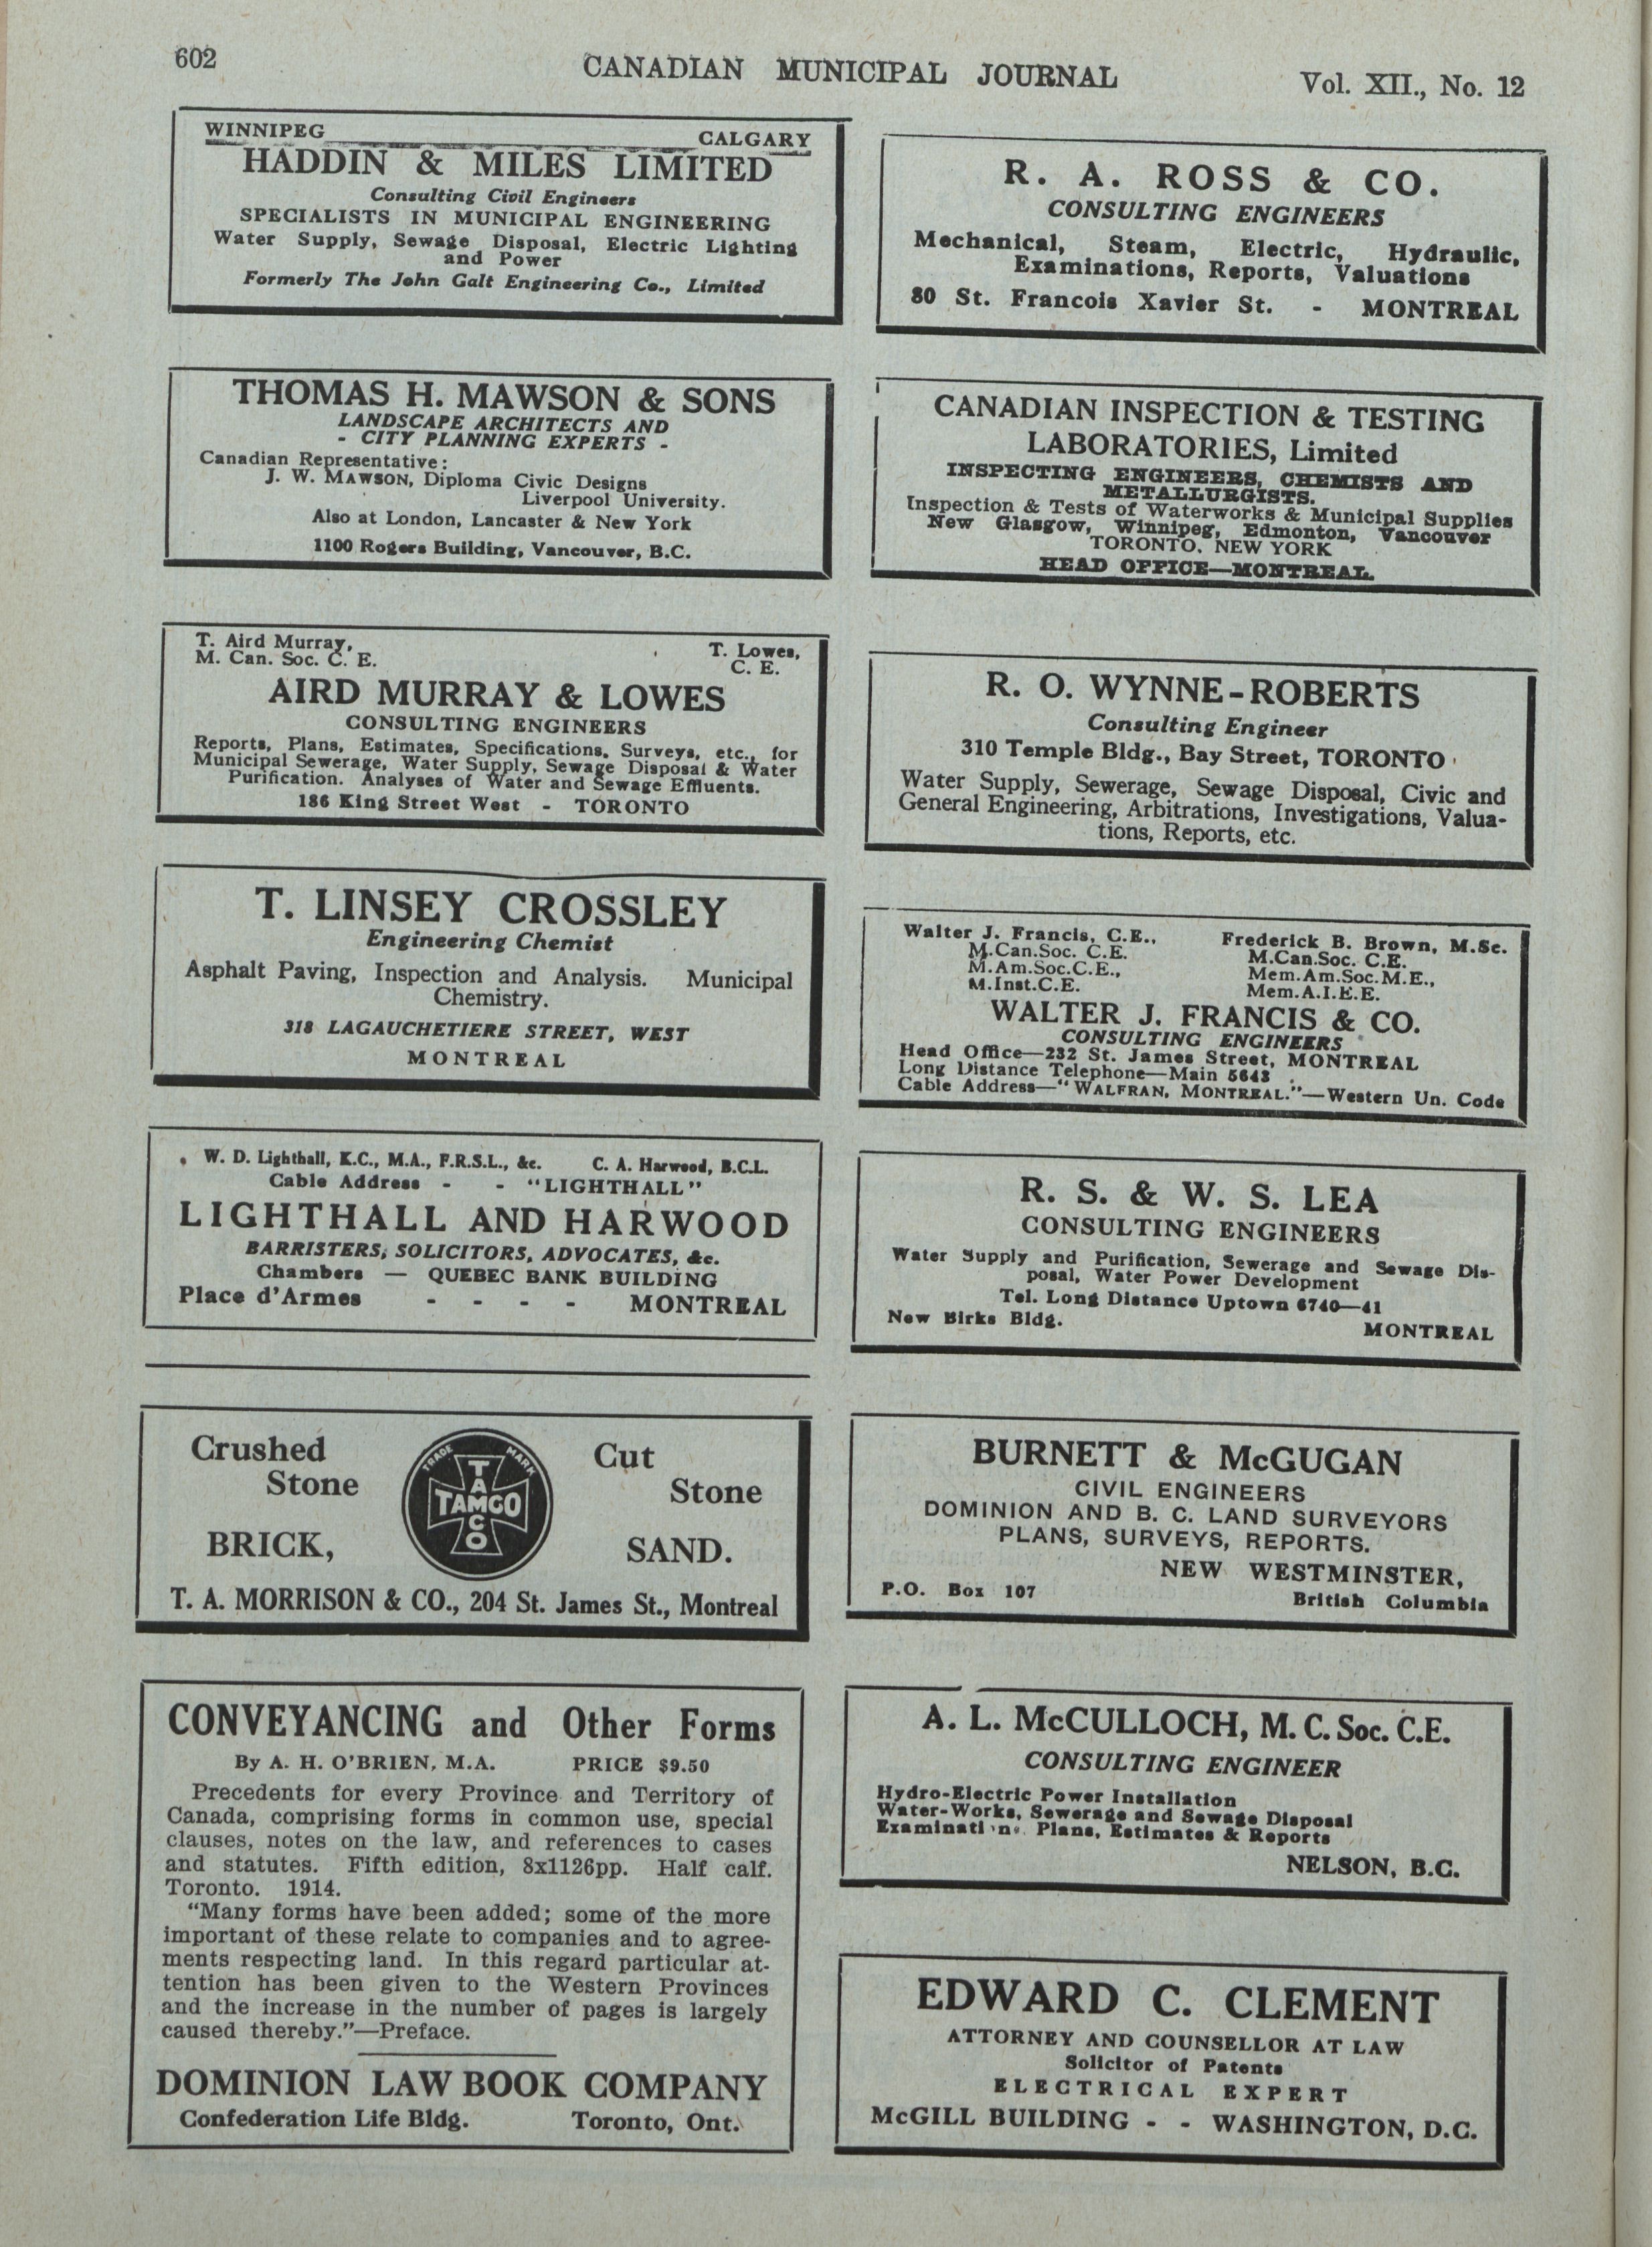 602
CANADIAN MUNICIPAL JOURNAL
Vol. XII., No. 12
WINNIPEG CALGARY
HADDIN & MILES LIMITED
Consulting Civil Engineers
SPECIALISTS IN MUNICIPAL ENGINEERING
Water Supply, Sewage Disposal, Electric Lighting
and Power
Formerly The John Galt Engineering Co., Limited
THOMAS H. MAWSON & SONS
LANDSCAPE ARCHITECTS AND
- CITY PLANNING EXPERTS -
Canadian Representative:
J. W. MAWSON, Diploma Civic Designs
Liverpool University.
Also at London, Lancaster & New York
1100 Rogers Building, Vancouver, B.C.
T. Aird Murray, T. Lowes,
M. Can. Soc. C. E. C. E.
AIRD MURRAY & LOWES
CONSULTING ENGINEERS
Reports, Plans, Estimates, Specifications, Surveys, etc., for
Municipal Sewerage, Water Supply, Sewage Disposal & Water
Purification. Analyses of Water and Sewage Effluents.
186 King Street West - TORONTO
T. LINSEY CROSSLEY
Engineering Chemist
Asphalt Paving, Inspection and Analysis. Municipal
Chemistry.
318 LAGAUCHETIERE STREET, WEST
MONTREAL
W. D. Lighthall, K.C., M.A., F.R.S.L., &c. C. A. Harwood, B.C.L.
Cable Address - - "LIGHTHALL"
LIGHTHALL AND HARWOOD
BARRISTERS, SOLICITORS, ADVOCATES, &c.
Chambers — QUEBEC BANK BUILDING
Place d'Armes - - - - MONTREAL
Crushed
Stone
BRICK,
TRADE MARK
TAMCO
TAMCO
Cut
Stone
SAND.
T. A. MORRISON & CO., 204 St. James St., Montreal
CONVEYANCING and Other Forms
By A. H. O'BRIEN, M.A. PRICE $9.50
Precedents for every Province and Territory of
Canada, comprising forms in common use, special
clauses, notes on the law, and references to cases
and statutes. Fifth edition, 8x1126pp. Half calf.
Toronto. 1914.
"Many forms have been added; some of the more
important of these relate to companies and to agree-
ments respecting land. In this regard particular at-
tention has been given to the Western Provinces
and the increase in the number of pages is largely
caused thereby."—Preface.
DOMINION LAW BOOK COMPANY
Confederation Life Bldg. Toronto, Ont.
R. A. ROSS & CO.
CONSULTING ENGINEERS
Mechanical, Steam, Electric, Hydraulic,
Examinations, Reports, Valuations
80 St. Francois Xavier St. - MONTREAL
CANADIAN INSPECTION & TESTING
LABORATORIES, Limited
INSPECTING ENGINEERS, CHEMISTS AND
METALLURGISTS.
Inspection & Tests of Waterworks & Municipal Supplies
New Glasgow, Winnipeg, Edmonton, Vancouver
TORONTO. NEW YORK
HEAD OFFICE—MONTREAL.
R. O. WYNNE-ROBERTS
Consulting Engineer
310 Temple Bldg., Bay Street, TORONTO
Water Supply, Sewerage, Sewage Disposal, Civic and
General Engineering, Arbitrations, Investigations, Valua-
tions, Reports, etc.
Walter J. Francis, C.E., Frederick B. Brown, M.Sc.
M.Can.Soc. C.E. M.Can.Soc. C.E.
M.Am.Soc.C.E., Mem.Am.Soc.M.E.,
M.Inst.C.E. Mem.A.I.E.E.
WALTER J. FRANCIS & CO.
CONSULTING ENGINEERS
Head Office—232 St. James Street, MONTREAL
Long Distance Telephone—Main 5643
Cable Address—"WALFRAN, MONTREAL."—Western Un. Code
R. S. & W. S. LEA
CONSULTING ENGINEERS
Water Supply and Purification, Sewerage and Sewage Dis-
posal, Water Power Development
Tel. Long Distance Uptown 6740—41
New Birks Bldg. MONTREAL
BURNETT & McGUGAN
CIVIL ENGINEERS
DOMINION AND B. C. LAND SURVEYORS
PLANS, SURVEYS, REPORTS.
NEW WESTMINSTER,
P.O. Box 107 British Columbia
A. L. McCULLOCH, M. C. Soc. C.E.
CONSULTING ENGINEER
Hydro-Electric Power Installation
Water-Works, Sewerage and Sewage Disposal
Examinations, Plans, Estimates & Reports
NELSON, B.C.
EDWARD C. CLEMENT
ATTORNEY AND COUNSELLOR AT LAW
Solicitor of Patents
ELECTRICAL EXPERT
McGILL BUILDING - - WASHINGTON, D.C.